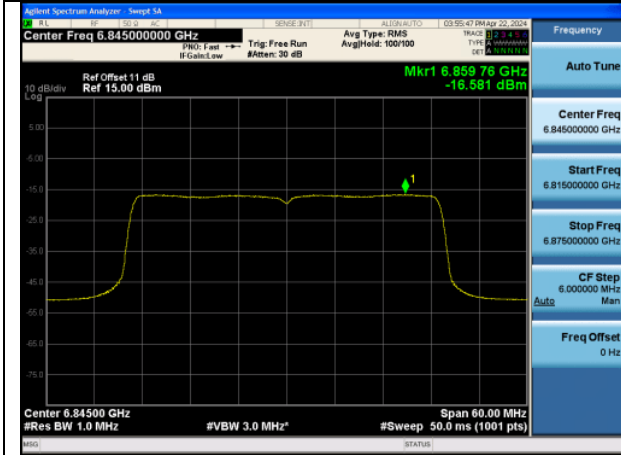 Agilent Spectrum Analyzer - Swept SA
RL RF 50 Ω AC SENSE:INT ALIGN AUTO 03:55:47 PM Apr 22, 2024
Center Freq 6.845000000 GHz
PNO: Fast
IFGain:Low
Trig: Free Run
#Atten: 30 dB
Avg Type: RMS
Avg|Hold: 100/100
TRACE 1 2 3 4 5 6
TYPE A WWWWW
DET A N N N N N
Ref Offset 11 dB
10 dB/div Ref 15.00 dBm
Log
Mkr1 6.859 76 GHz
-16.581 dBm
5.00
-5.00
-15.0
-25.0
-35.0
-45.0
-55.0
-65.0
-75.0
1
Center 6.84500 GHz Span 60.00 MHz
#Res BW 1.0 MHz #VBW 3.0 MHz* #Sweep 50.0 ms (1001 pts)
MSG STATUS
Frequency
Auto Tune
Center Freq
6.845000000 GHz
Start Freq
6.815000000 GHz
Stop Freq
6.875000000 GHz
CF Step
6.000000 MHz
Auto Man
Freq Offset
0 Hz